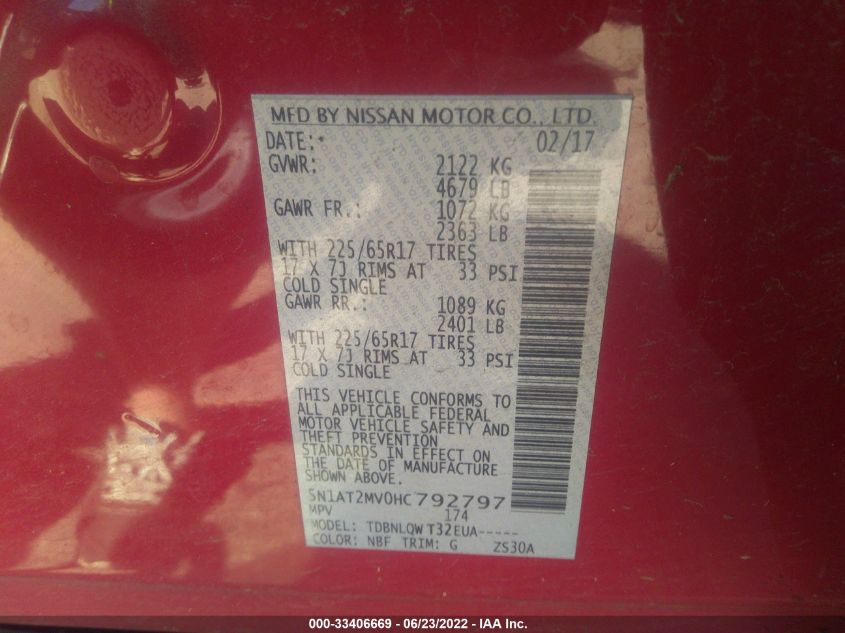 MFD BY NISSAN MOTOR CO., LTD.
DATE: 02/17
GVWR: 2122 KG
4679 LB
GAWR FR.: 1072 KG
2363 LB
WITH 225/65R17 TIRES
17 X 7J RIMS AT 33 PSI
COLD SINGLE
GAWR RR.: 1089 KG
2401 LB
WITH 225/65R17 TIRES
17 X 7J RIMS AT 33 PSI
COLD SINGLE
THIS VEHICLE CONFORMS TO
ALL APPLICABLE FEDERAL
MOTOR VEHICLE SAFETY AND
THEFT PREVENTION
STANDARDS IN EFFECT ON
THE DATE OF MANUFACTURE
SHOWN ABOVE.
5N1AT2MV0HC792797
MPV 174
MODEL: TDBNLQW T32EUA-----
COLOR: NBF TRIM: G ZS30A
000-33406669 - 06/23/2022 - IAA Inc.